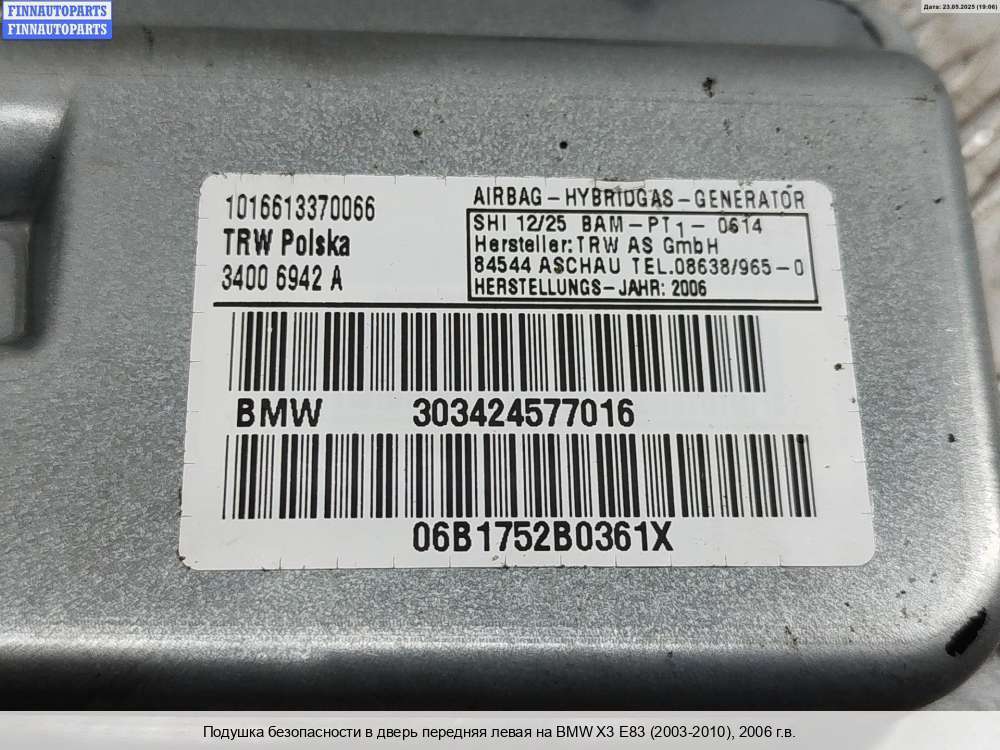 FINNAUTOPARTS
FINNAUTOPARTS
Дата: 23.05.2025 (19:06)
1016613370066
TRW Polska
3400 6942 A
AIRBAG-HYBRIDGAS-GENERATOR
SHI 12/25 BAM-PT1-0614
Hersteller: TRW AS GmbH
84544 ASCHAU TEL.08638/965-0
HERSTELLUNGS-JAHR: 2006
BMW 303424577016
06B1752B0361X
Подушка безопасности в дверь передняя левая на BMW X3 E83 (2003-2010), 2006 г.в.